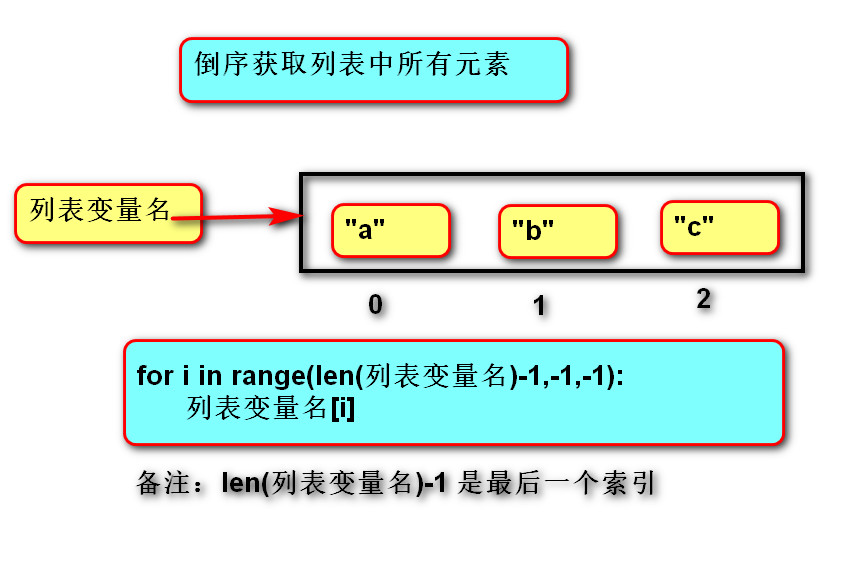 倒序获取列表中所有元素
列表变量名
"a"
"b"
"c"
0
1
2
for i in range(len(列表变量名)-1,-1,-1):
列表变量名[i]
备注：len(列表变量名)-1 是最后一个索引